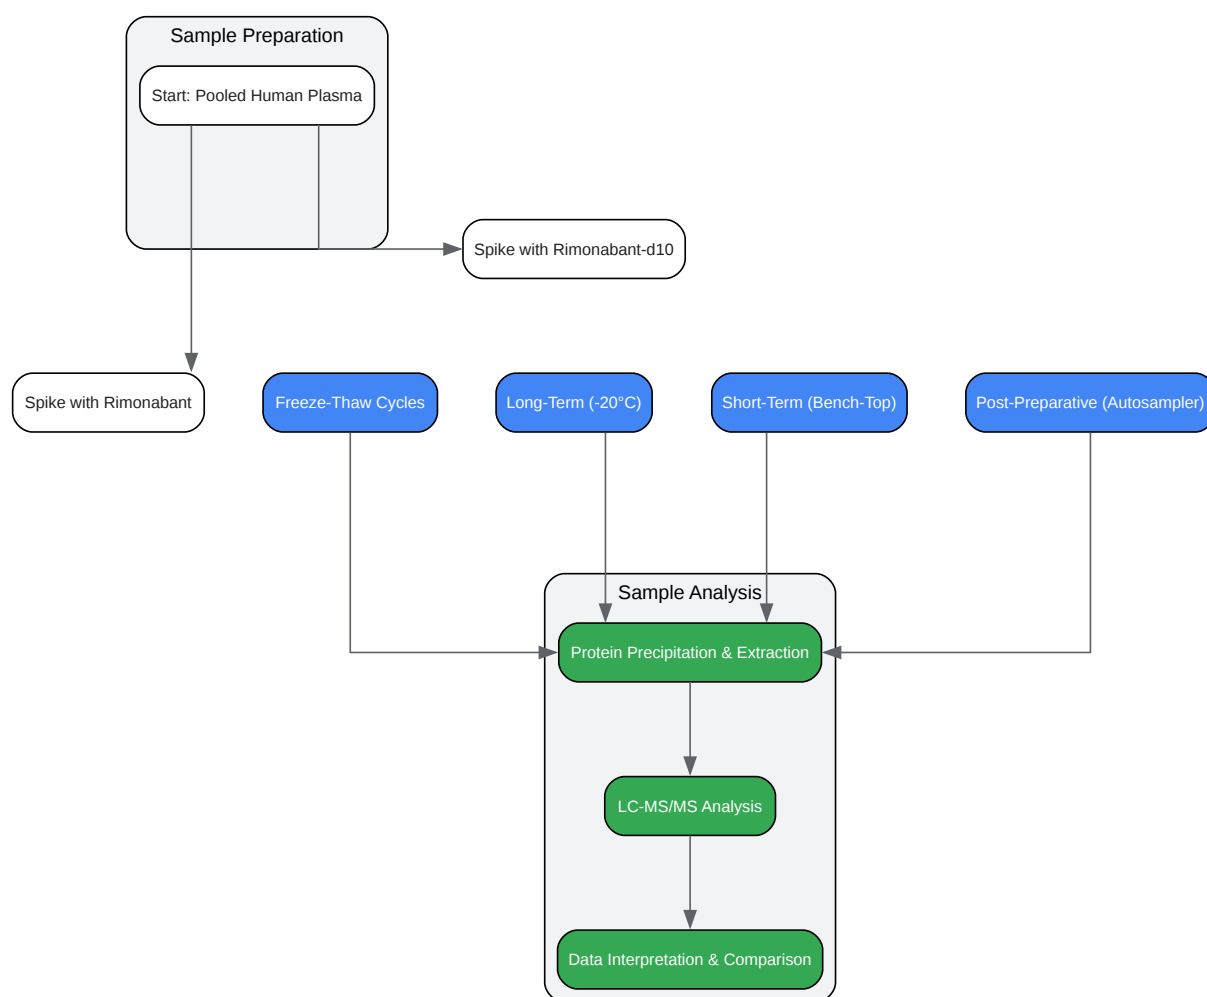 Sample Preparation
Start: Pooled Human Plasma
Spike with Rimonabant-d10
Spike with Rimonabant
Freeze-Thaw Cycles
Long-Term (-20°C)
Short-Term (Bench-Top)
Post-Preparative (Autosampler)
Sample Analysis
Protein Precipitation & Extraction
LC-MS/MS Analysis
Data Interpretation & Comparison